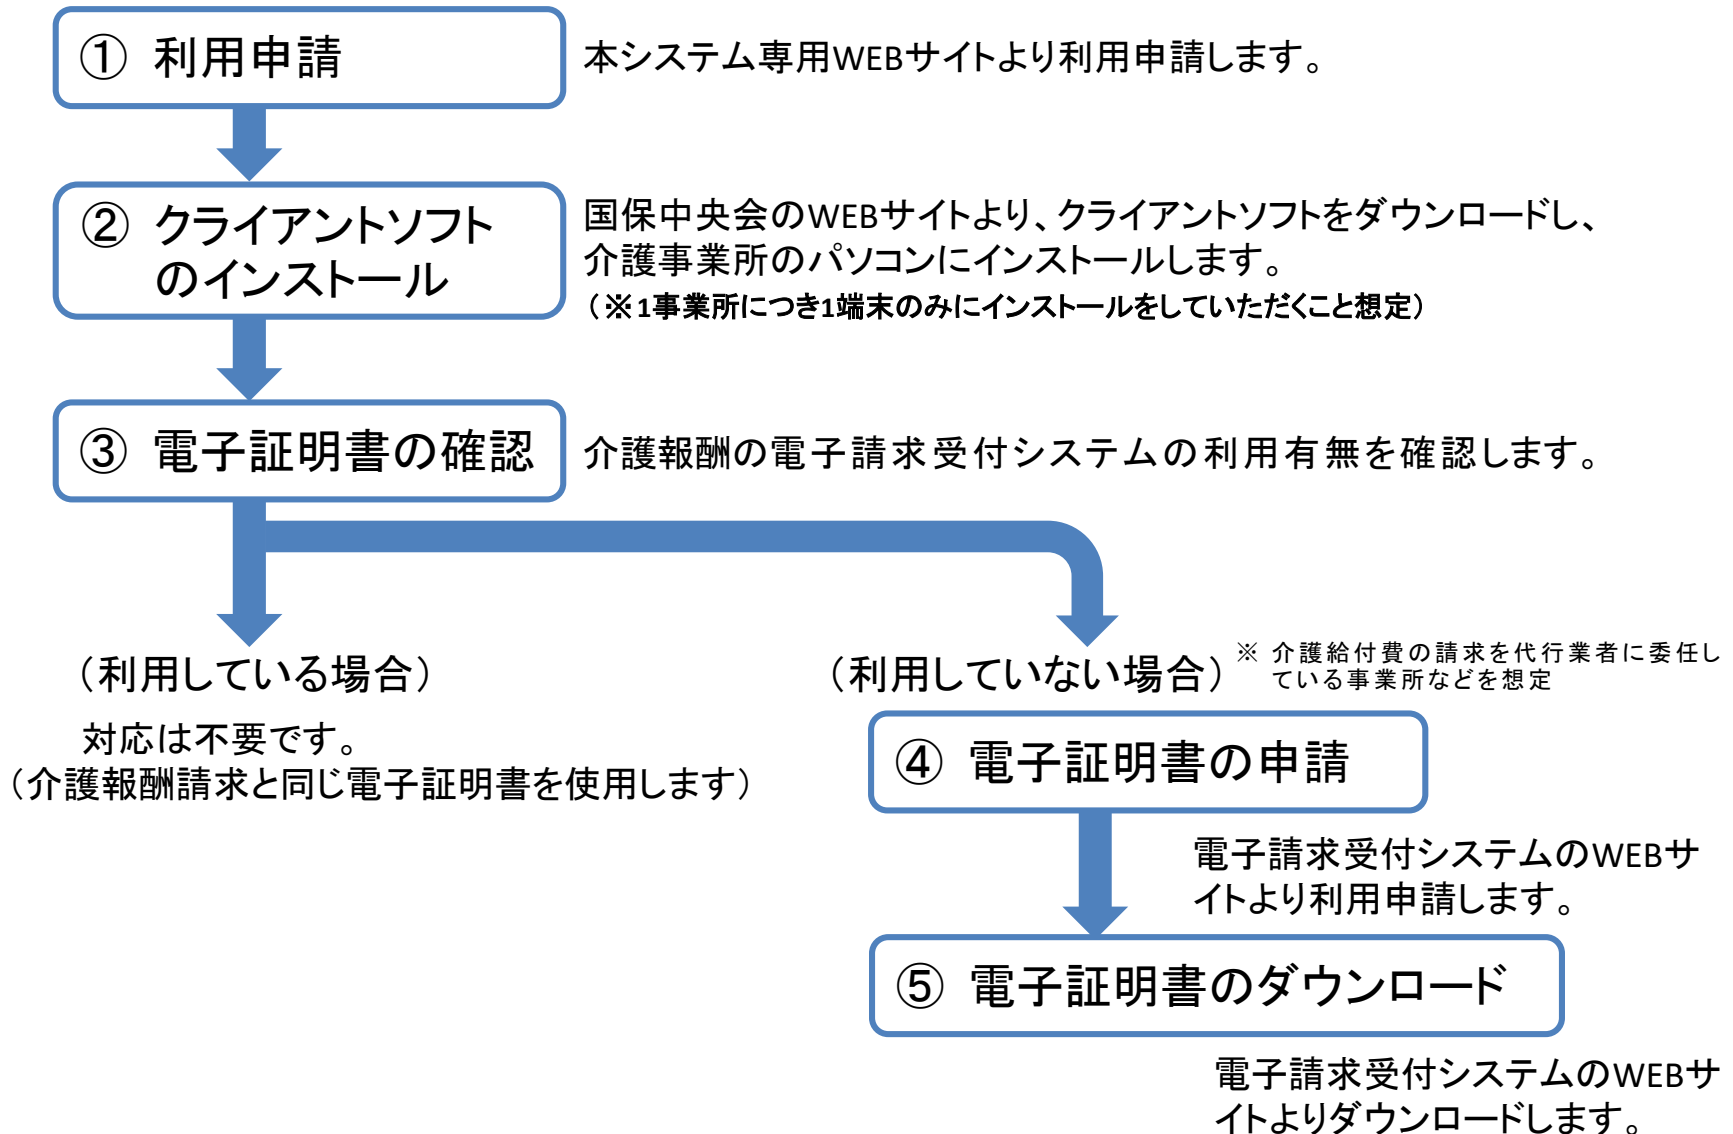 ① 利用申請
本システム専用WEBサイトより利用申請します。
② クライアントソフト
のインストール
国保中央会のWEBサイトより、クライアントソフトをダウンロードし、
介護事業所のパソコンにインストールします。
（※1事業所につき1端末のみにインストールをしていただくこと想定）
③ 電子証明書の確認
介護報酬の電子請求受付システムの利用有無を確認します。
（利用している場合）
対応は不要です。
（介護報酬請求と同じ電子証明書を使用します）
（利用していない場合）
※ 介護給付費の請求を代行業者に委任し
ている事業所などを想定
④ 電子証明書の申請
電子請求受付システムのWEBサ
イトより利用申請します。
⑤ 電子証明書のダウンロード
電子請求受付システムのWEBサ
イトよりダウンロードします。